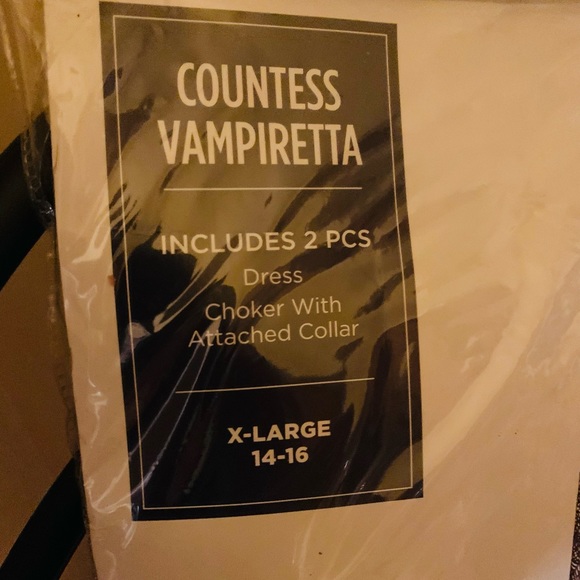 COUNTESS
VAMPIRETTA
INCLUDES 2 PCS
Dress
Choker With
Attached Collar
X-LARGE
14-16